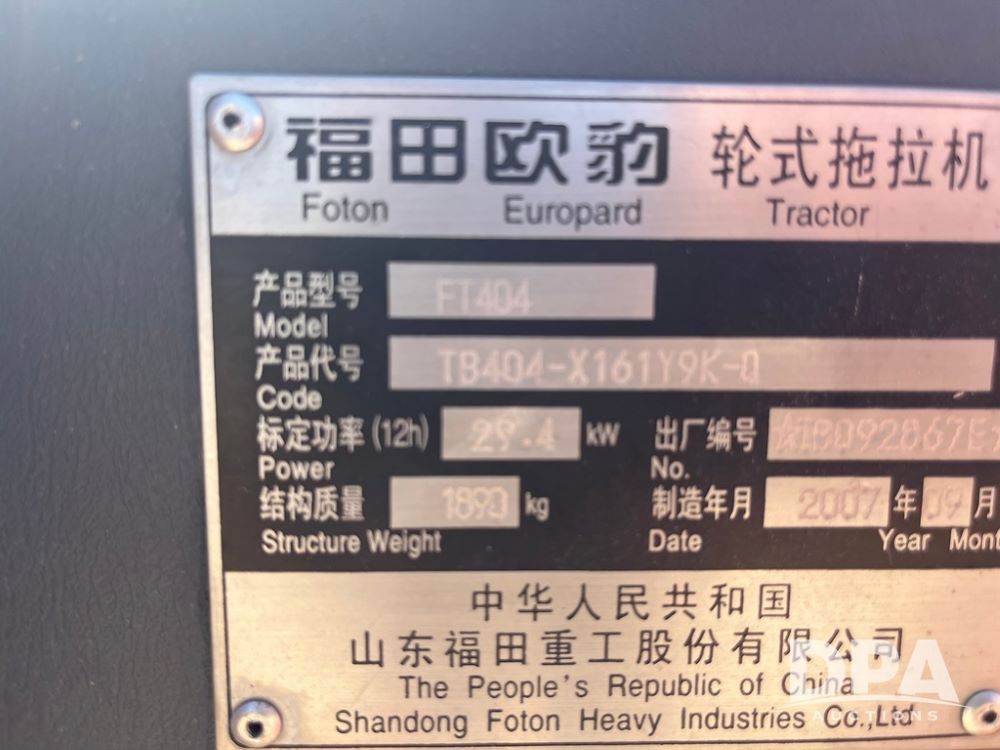 福田欧豹 轮式拖拉机
Foton Europard Tractor
产品型号 FT404
Model
产品代号 TB404-X161Y9K-Q
Code
标定功率(12h) 29.4 kW 出厂编号
Power No.
结构质量 1890 kg 制造年月 2007 年 09 月
Structure Weight Date Year Mont
中华人民共和国
山东福田重工股份有限公司
The People's Republic of China
Shandong Foton Heavy Industries Co.,Ltd
DPA
AUCTIONS